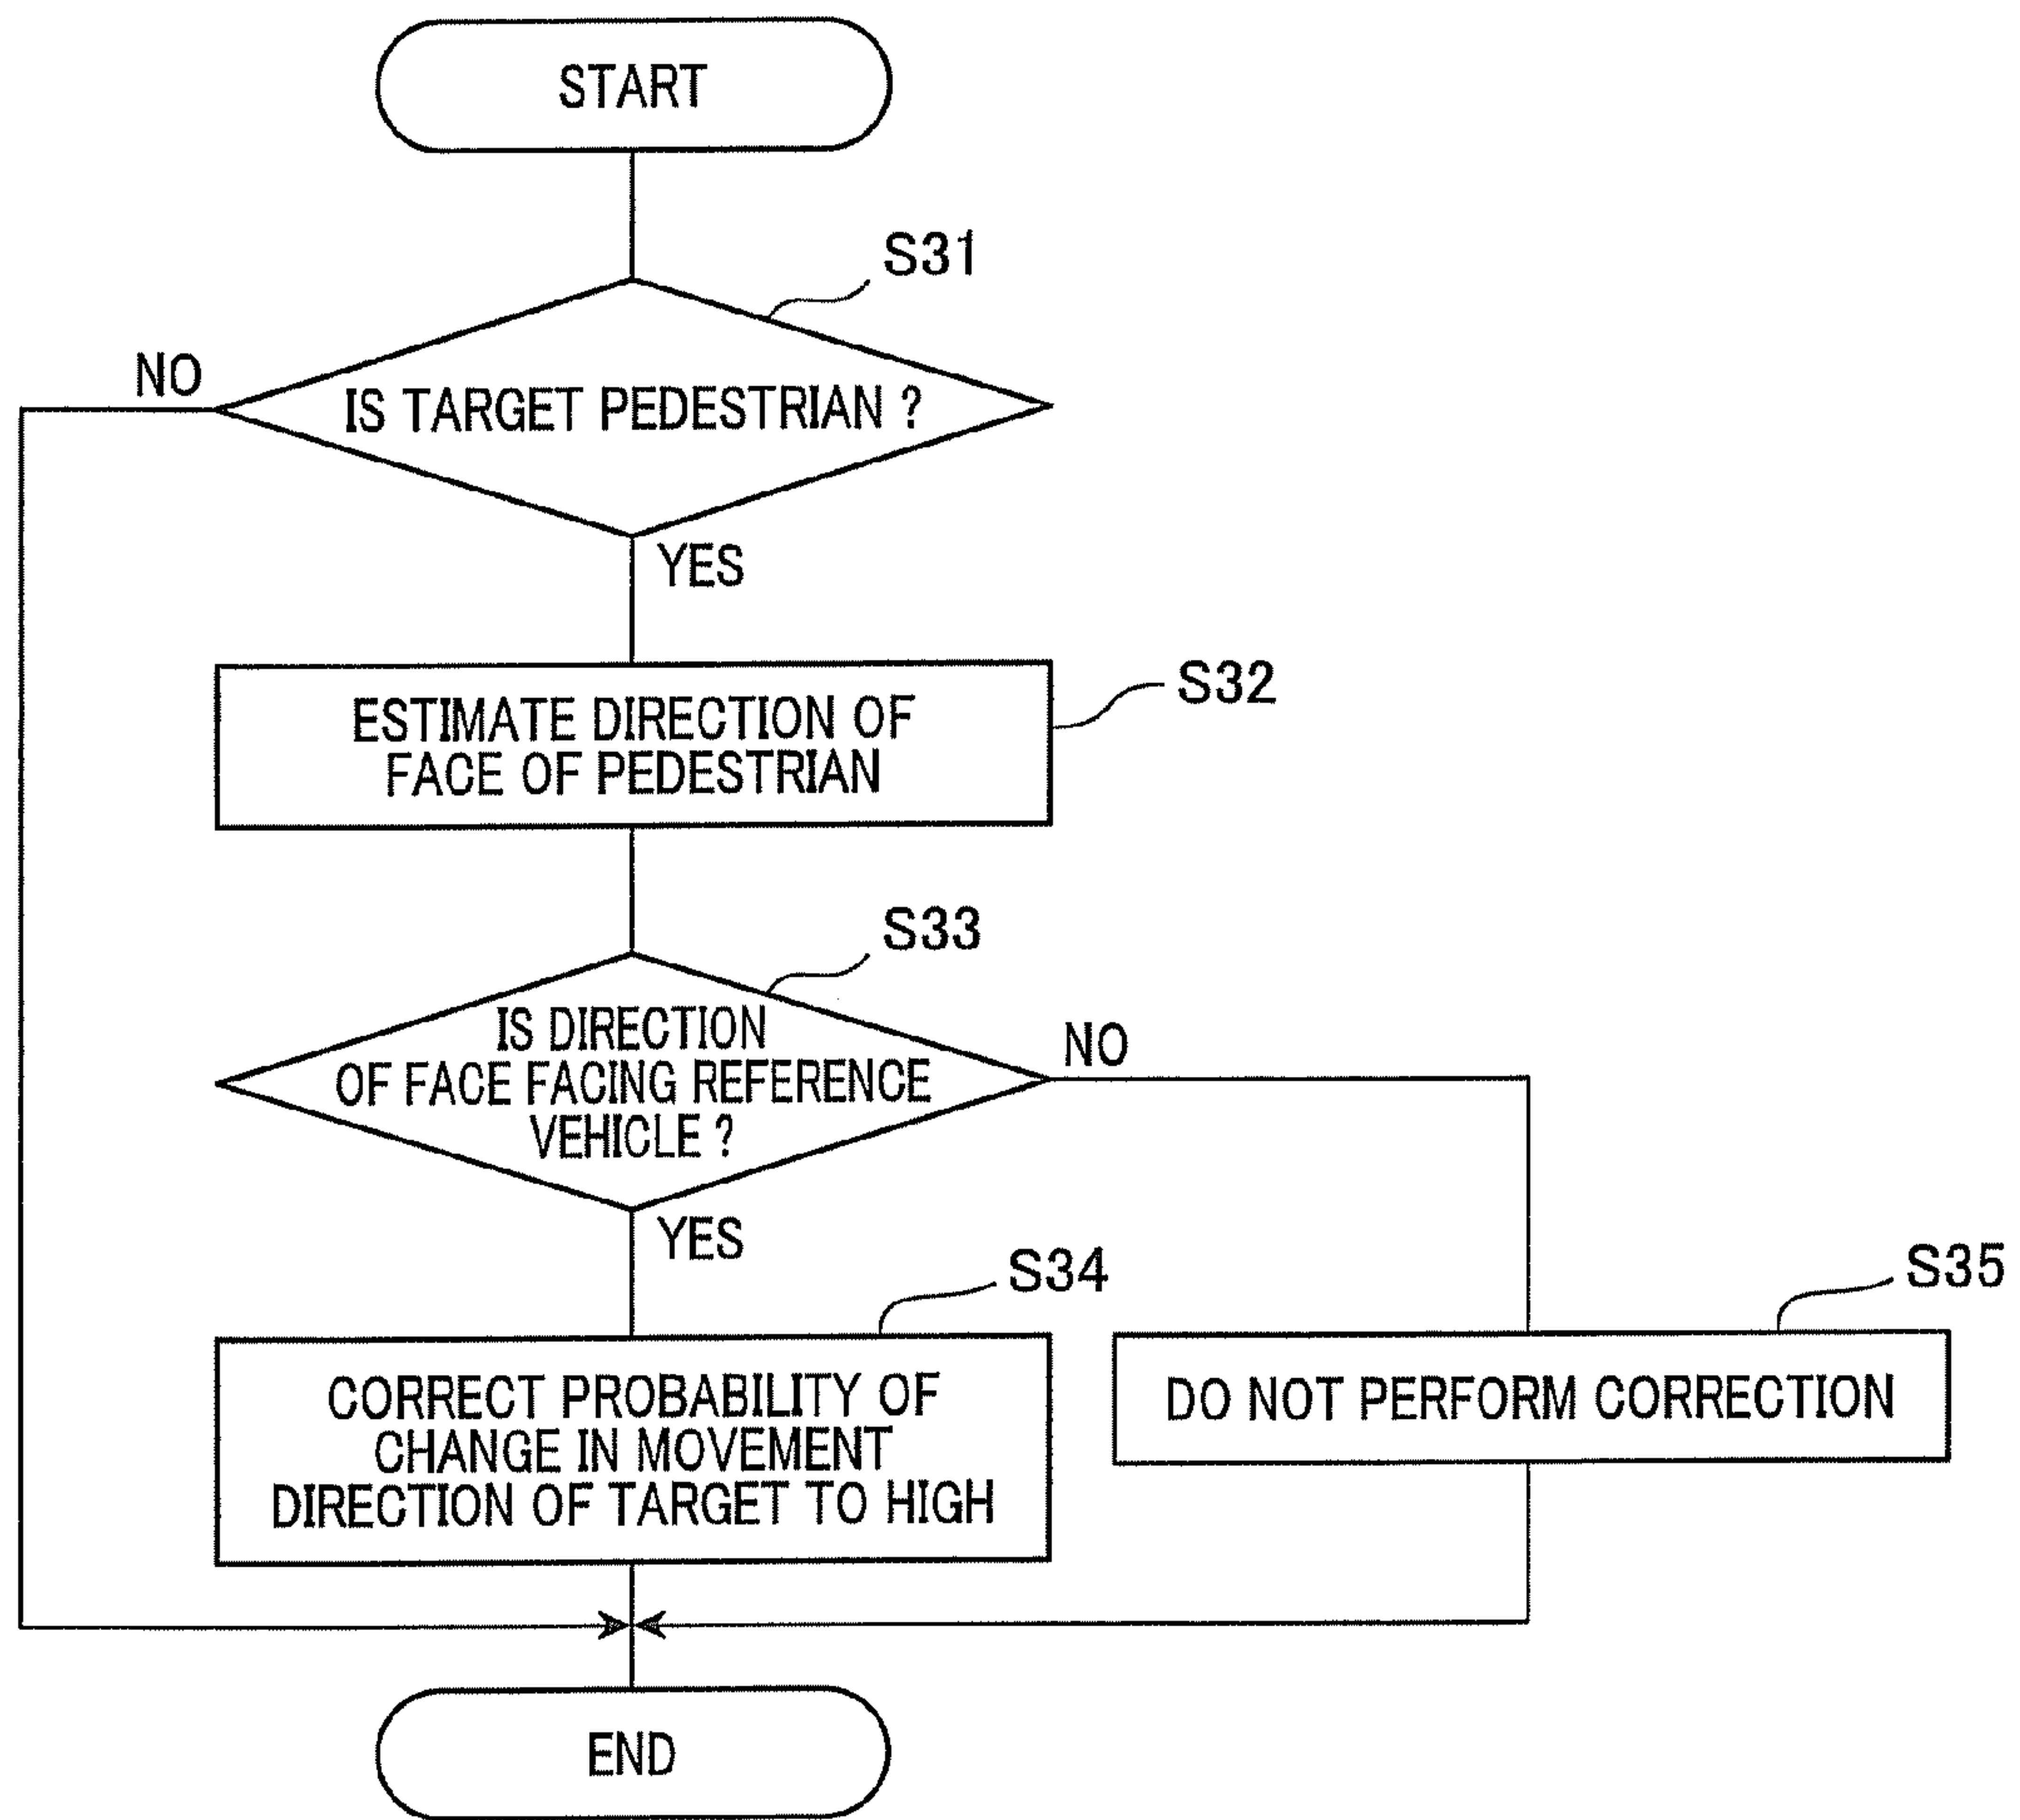 START
S31
NO
IS TARGET PEDESTRIAN ?
YES
S32
ESTIMATE DIRECTION OF
FACE OF PEDESTRIAN
S33
IS DIRECTION
OF FACE FACING REFERENCE
VEHICLE ?
NO
YES
S34
S35
CORRECT PROBABILITY OF
CHANGE IN MOVEMENT
DIRECTION OF TARGET TO HIGH
DO NOT PERFORM CORRECTION
END